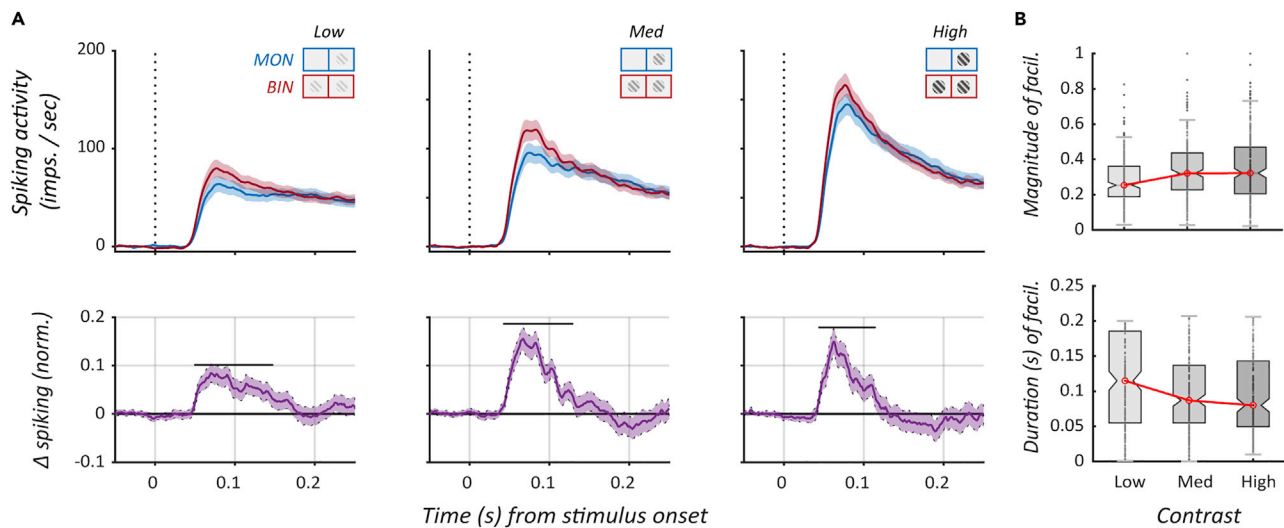 A
B
Low
Med
High
MON
BIN
Spiking activity
(imps. / sec)
200
100
0
Δ spiking (norm.)
0.2
0.1
0
-0.1
0
0.1
0.2
0
0.1
0.2
0
0.1
0.2
Time (s) from stimulus onset
Magnitude of facil.
1
0.8
0.6
0.4
0.2
0
Duration (s) of facil.
0.25
0.2
0.15
0.1
0.05
0
Low
Med
High
Contrast